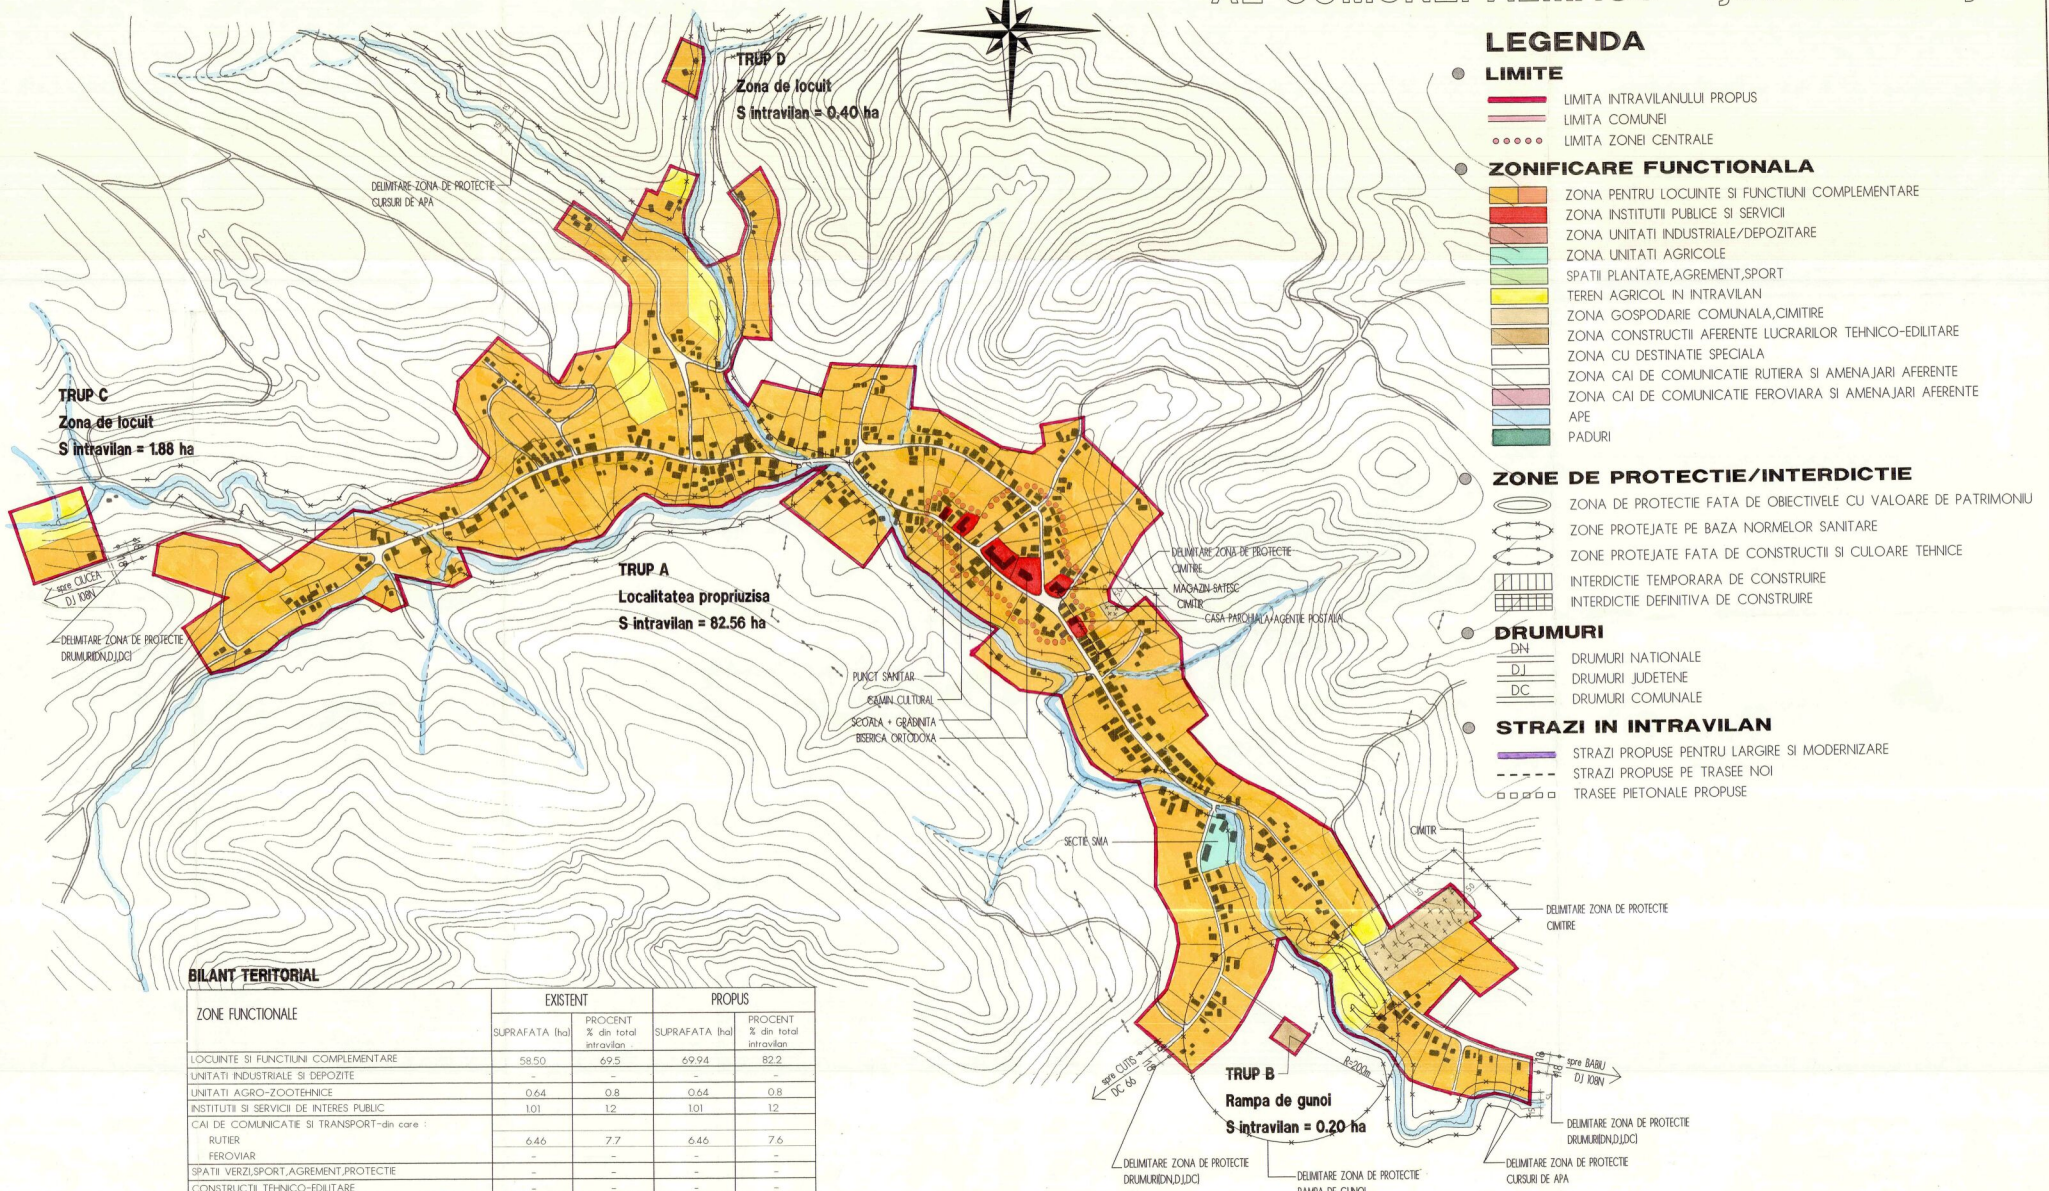 TRUP D
Zona de locuit
S intravilan = 0.40 ha
DELIMITARE ZONA DE PROTECTIE
CURSURI DE APA
TRUP C
Zona de locuit
S intravilan = 1.88 ha
spre CIUCEA
DJ 108N
DELIMITARE ZONA DE PROTECTIE
DRUMURI(DN,DJ,DC)
TRUP A
Localitatea propriuzisa
S intravilan = 82.56 ha
DELIMITARE ZONA DE PROTECTIE
CIMITIRE
MAGAZIN SATESC
CIMITIR
CASA PAROHIALA+AGENTIE POSTALA
PUNCT SANITAR
CAMIN CULTURAL
SCOALA + GRADINITA
BISERICA ORTODOXA
SECTIE SMA
CIMITIR
50
50
DELIMITARE ZONA DE PROTECTIE
CIMITIRE
spre CUTIS
DC 66
18
18
R=200m
TRUP B
Rampa de gunoi
S intravilan = 0.20 ha
spre BABIU
DJ 108N
18
18
DELIMITARE ZONA DE PROTECTIE
DRUMURI(DN,DJ,DC)
DELIMITARE ZONA DE PROTECTIE
CURSURI DE APA
DELIMITARE ZONA DE PROTECTIE
DRUMURI(DN,DJ,DC)
DELIMITARE ZONA DE PROTECTIE
RAMPA DE GUNOI
LEGENDA
LIMITE
LIMITA INTRAVILANULUI PROPUS
LIMITA COMUNEI
LIMITA ZONEI CENTRALE
ZONIFICARE FUNCTIONALA
ZONA PENTRU LOCUINTE SI FUNCTIUNI COMPLEMENTARE
ZONA INSTITUTII PUBLICE SI SERVICII
ZONA UNITATI INDUSTRIALE/DEPOZITARE
ZONA UNITATI AGRICOLE
SPATII PLANTATE,AGREMENT,SPORT
TEREN AGRICOL IN INTRAVILAN
ZONA GOSPODARIE COMUNALA,CIMITIRE
ZONA CONSTRUCTII AFERENTE LUCRARILOR TEHNICO-EDILITARE
ZONA CU DESTINATIE SPECIALA
ZONA CAI DE COMUNICATIE RUTIERA SI AMENAJARI AFERENTE
ZONA CAI DE COMUNICATIE FEROVIARA SI AMENAJARI AFERENTE
APE
PADURI
ZONE DE PROTECTIE/INTERDICTIE
ZONA DE PROTECTIE FATA DE OBIECTIVELE CU VALOARE DE PATRIMONIU
ZONE PROTEJATE PE BAZA NORMELOR SANITARE
ZONE PROTEJATE FATA DE CONSTRUCTII SI CULOARE TEHNICE
INTERDICTIE TEMPORARA DE CONSTRUIRE
INTERDICTIE DEFINITIVA DE CONSTRUIRE
DRUMURI
DN DRUMURI NATIONALE
DJ DRUMURI JUDETENE
DC DRUMURI COMUNALE
STRAZI IN INTRAVILAN
STRAZI PROPUSE PENTRU LARGIRE SI MODERNIZARE
STRAZI PROPUSE PE TRASEE NOI
TRASEE PIETONALE PROPUSE
BILANT TERITORIAL
ZONE FUNCTIONALE EXISTENT PROPUS
SUPRAFATA (ha) PROCENT % din total intravilan SUPRAFATA (ha) PROCENT % din total intravilan
LOCUINTE SI FUNCTIUNI COMPLEMENTARE 58.50 69.5 69.94 82.2
UNITATI INDUSTRIALE SI DEPOZITE - - - -
UNITATI AGRO-ZOOTEHNICE 0.64 0.8 0.64 0.8
INSTITUTII SI SERVICII DE INTERES PUBLIC 1.01 1.2 1.01 1.2
CAI DE COMUNICATIE SI TRANSPORT-din care :
RUTIER 6.46 7.7 6.46 7.6
FEROVIAR - - - -
SPATII VERZI,SPORT,AGREMENT,PROTECTIE - - - -
CONSTRUCTII TEHNICO-EDILITARE - - - -